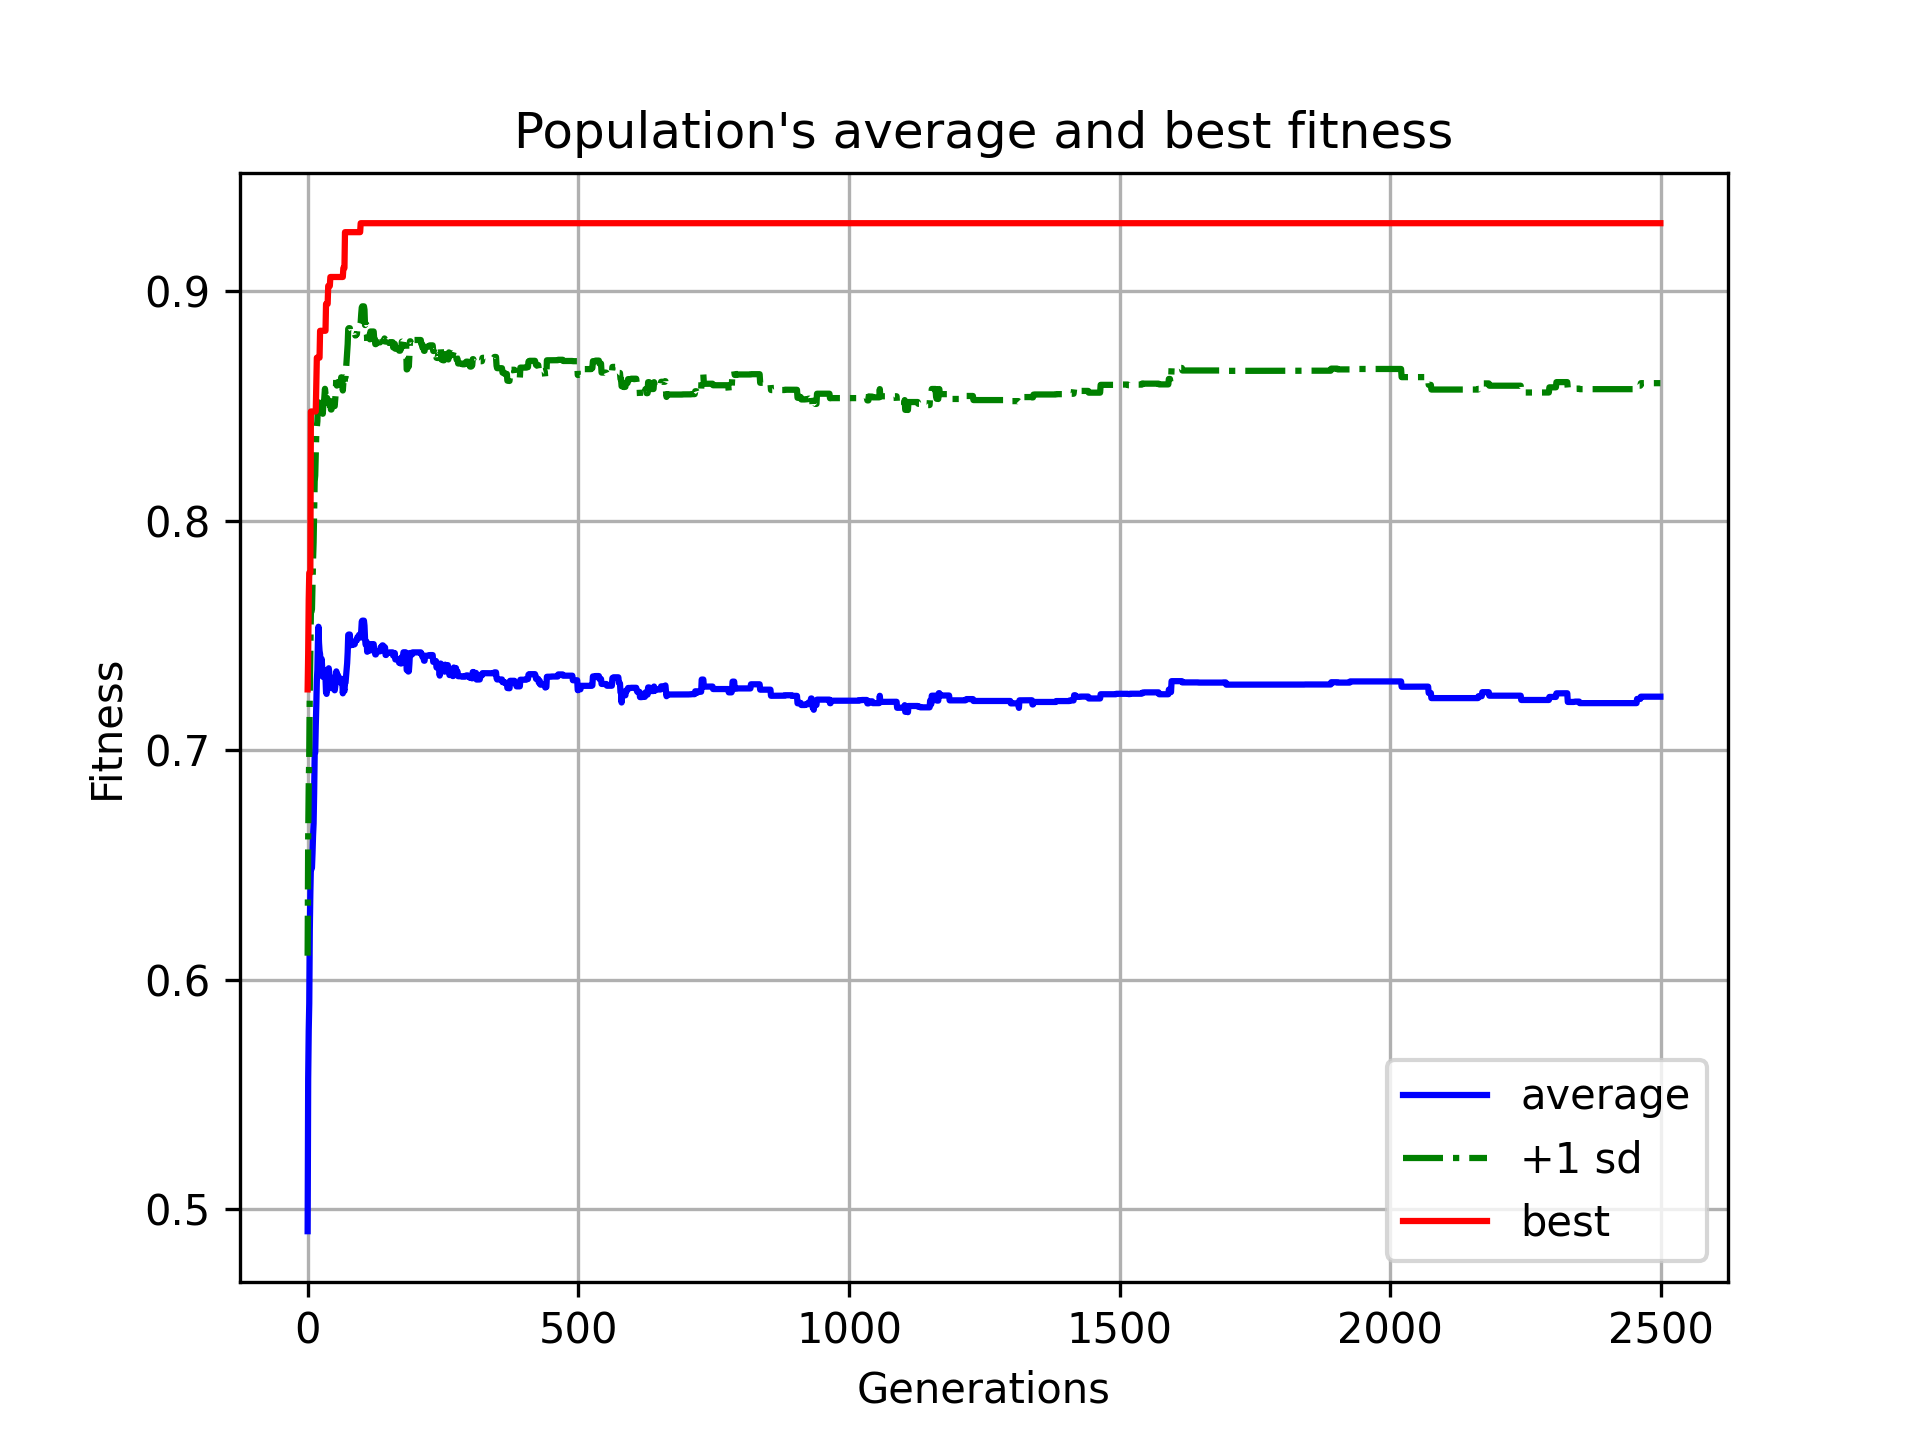 Population's average and best fitness
Fitness
0.9
0.8
0.7
0.6
0.5
0
500
1000
1500
2000
2500
Generations
average
+1 sd
best